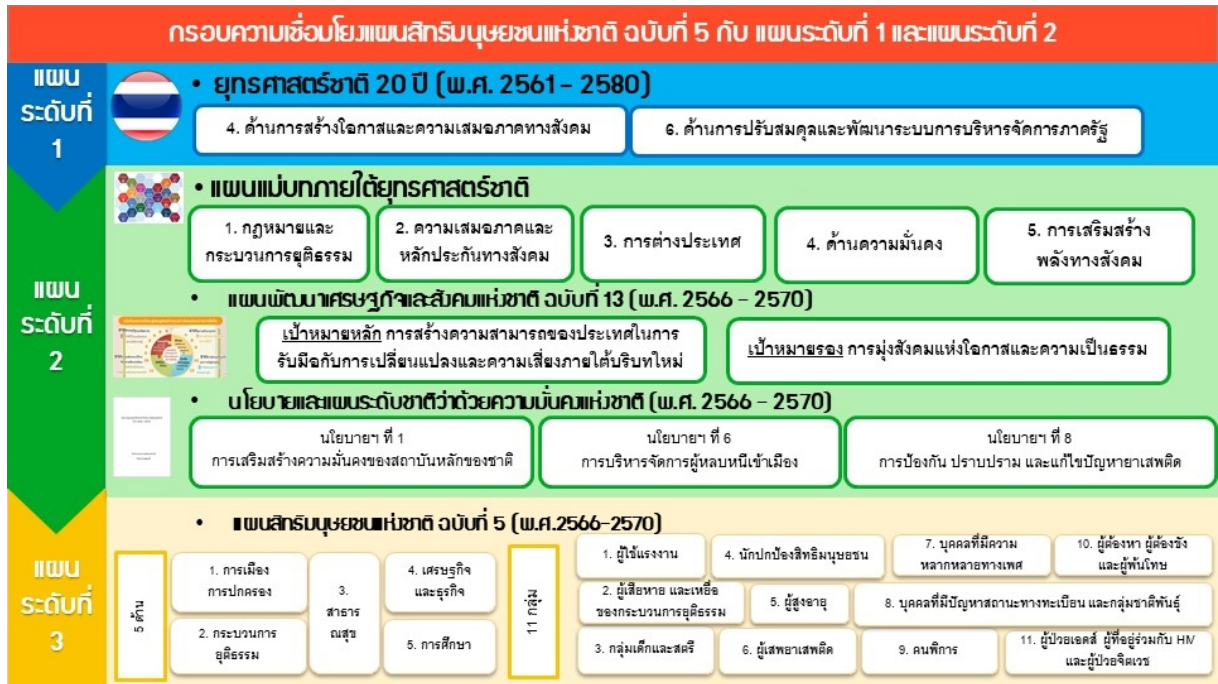 กรอบความเชื่อมโยงแผนสิทธิมนุษยชนแห่งชาติ ฉบับที่ 5 กับ แผนระดับที่ 1 และแผนระดับที่ 2
แผน
ระดับที่
1
• ยุทธศาสตร์ชาติ 20 ปี (พ.ศ. 2561 – 2580)
4. ด้านการสร้างโอกาสและความเสมอภาคทางสังคม
6. ด้านการปรับสมดุลและพัฒนาระบบการบริหารจัดการภาครัฐ
แผน
ระดับที่
2
• แผนแม่บทภายใต้ยุทธศาสตร์ชาติ
1. กฎหมายและ
กระบวนการยุติธรรม
2. ความเสมอภาคและ
หลักประกันทางสังคม
3. การต่างประเทศ
4. ด้านความมั่นคง
5. การเสริมสร้าง
พลังทางสังคม
• แผนพัฒนาเศรษฐกิจและสังคมแห่งชาติ ฉบับที่ 13 (พ.ศ. 2566 – 2570)
เป้าหมายหลัก การสร้างความสามารถของประเทศในการ
รับมือกับการเปลี่ยนแปลงและความเสี่ยงภายใต้บริบทใหม่
เป้าหมายรอง การมุ่งสังคมแห่งโอกาสและความเป็นธรรม
• นโยบายและแผนระดับชาติว่าด้วยความมั่นคงแห่งชาติ (พ.ศ. 2566 – 2570)
นโยบายฯ ที่ 1
การเสริมสร้างความมั่นคงของสถาบันหลักของชาติ
นโยบายฯ ที่ 6
การบริหารจัดการผู้หลบหนีเข้าเมือง
นโยบายฯ ที่ 8
การป้องกัน ปราบปราม และแก้ไขปัญหายาเสพติด
แผน
ระดับที่
3
• แผนสิทธิมนุษยชนแห่งชาติ ฉบับที่ 5 (พ.ศ.2566-2570)
5 ด้าน
1. การเมือง
การปกครอง
2. กระบวนการ
ยุติธรรม
3.
สาธาร
ณสุข
4. เศรษฐกิจ
และธุรกิจ
5. การศึกษา
11 กลุ่ม
1. ผู้ใช้แรงงาน
2. ผู้เสียหาย และเหยื่อ
ของกระบวนการยุติธรรม
3. กลุ่มเด็กและสตรี
4. นักปกป้องสิทธิมนุษยชน
5. ผู้สูงอายุ
6. ผู้เสพยาเสพติด
7. บุคคลที่มีความ
หลากหลายทางเพศ
8. บุคคลที่มีปัญหาสถานะทางทะเบียน และกลุ่มชาติพันธุ์
9. คนพิการ
10. ผู้ต้องหา ผู้ต้องขัง
และผู้พ้นโทษ
11. ผู้ป่วยเอดส์ ผู้ที่อยู่ร่วมกับ HIV
และผู้ป่วยจิตเวช